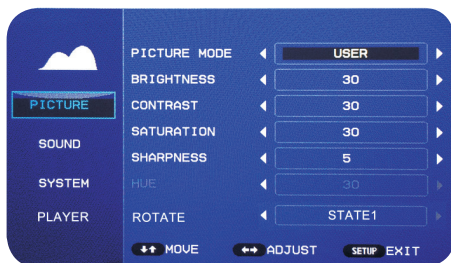 PICTURE MODE USER
BRIGHTNESS 30
PICTURE
CONTRAST 30
SATURATION 30
SOUND
SHARPNESS 5
SYSTEM
HUE 30
PLAYER
ROTATE STATE1
MOVE ADJUST SETUP EXIT